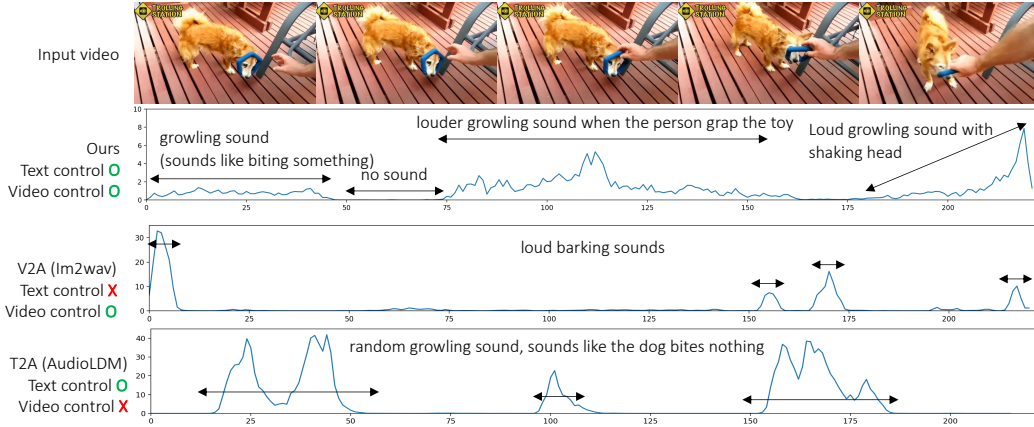 Input video
TROLLING STATION
TROLLING STATION
TROLLING STATION
TROLLING STATION
TROLLING STATION
Ours
Text control O
Video control O
10
8
6
4
2
0
growling sound
(sounds like biting something)
no sound
louder growling sound when the person grap the toy
Loud growling sound with
shaking head
0 25 50 75 100 125 150 175 200
V2A (Im2wav)
Text control X
Video control O
30
20
10
0
loud barking sounds
0 25 50 75 100 125 150 175 200
T2A (AudioLDM)
Text control O
Video control X
40
30
20
10
0
random growling sound, sounds like the dog bites nothing
25 50 75 100 125 150 175 200